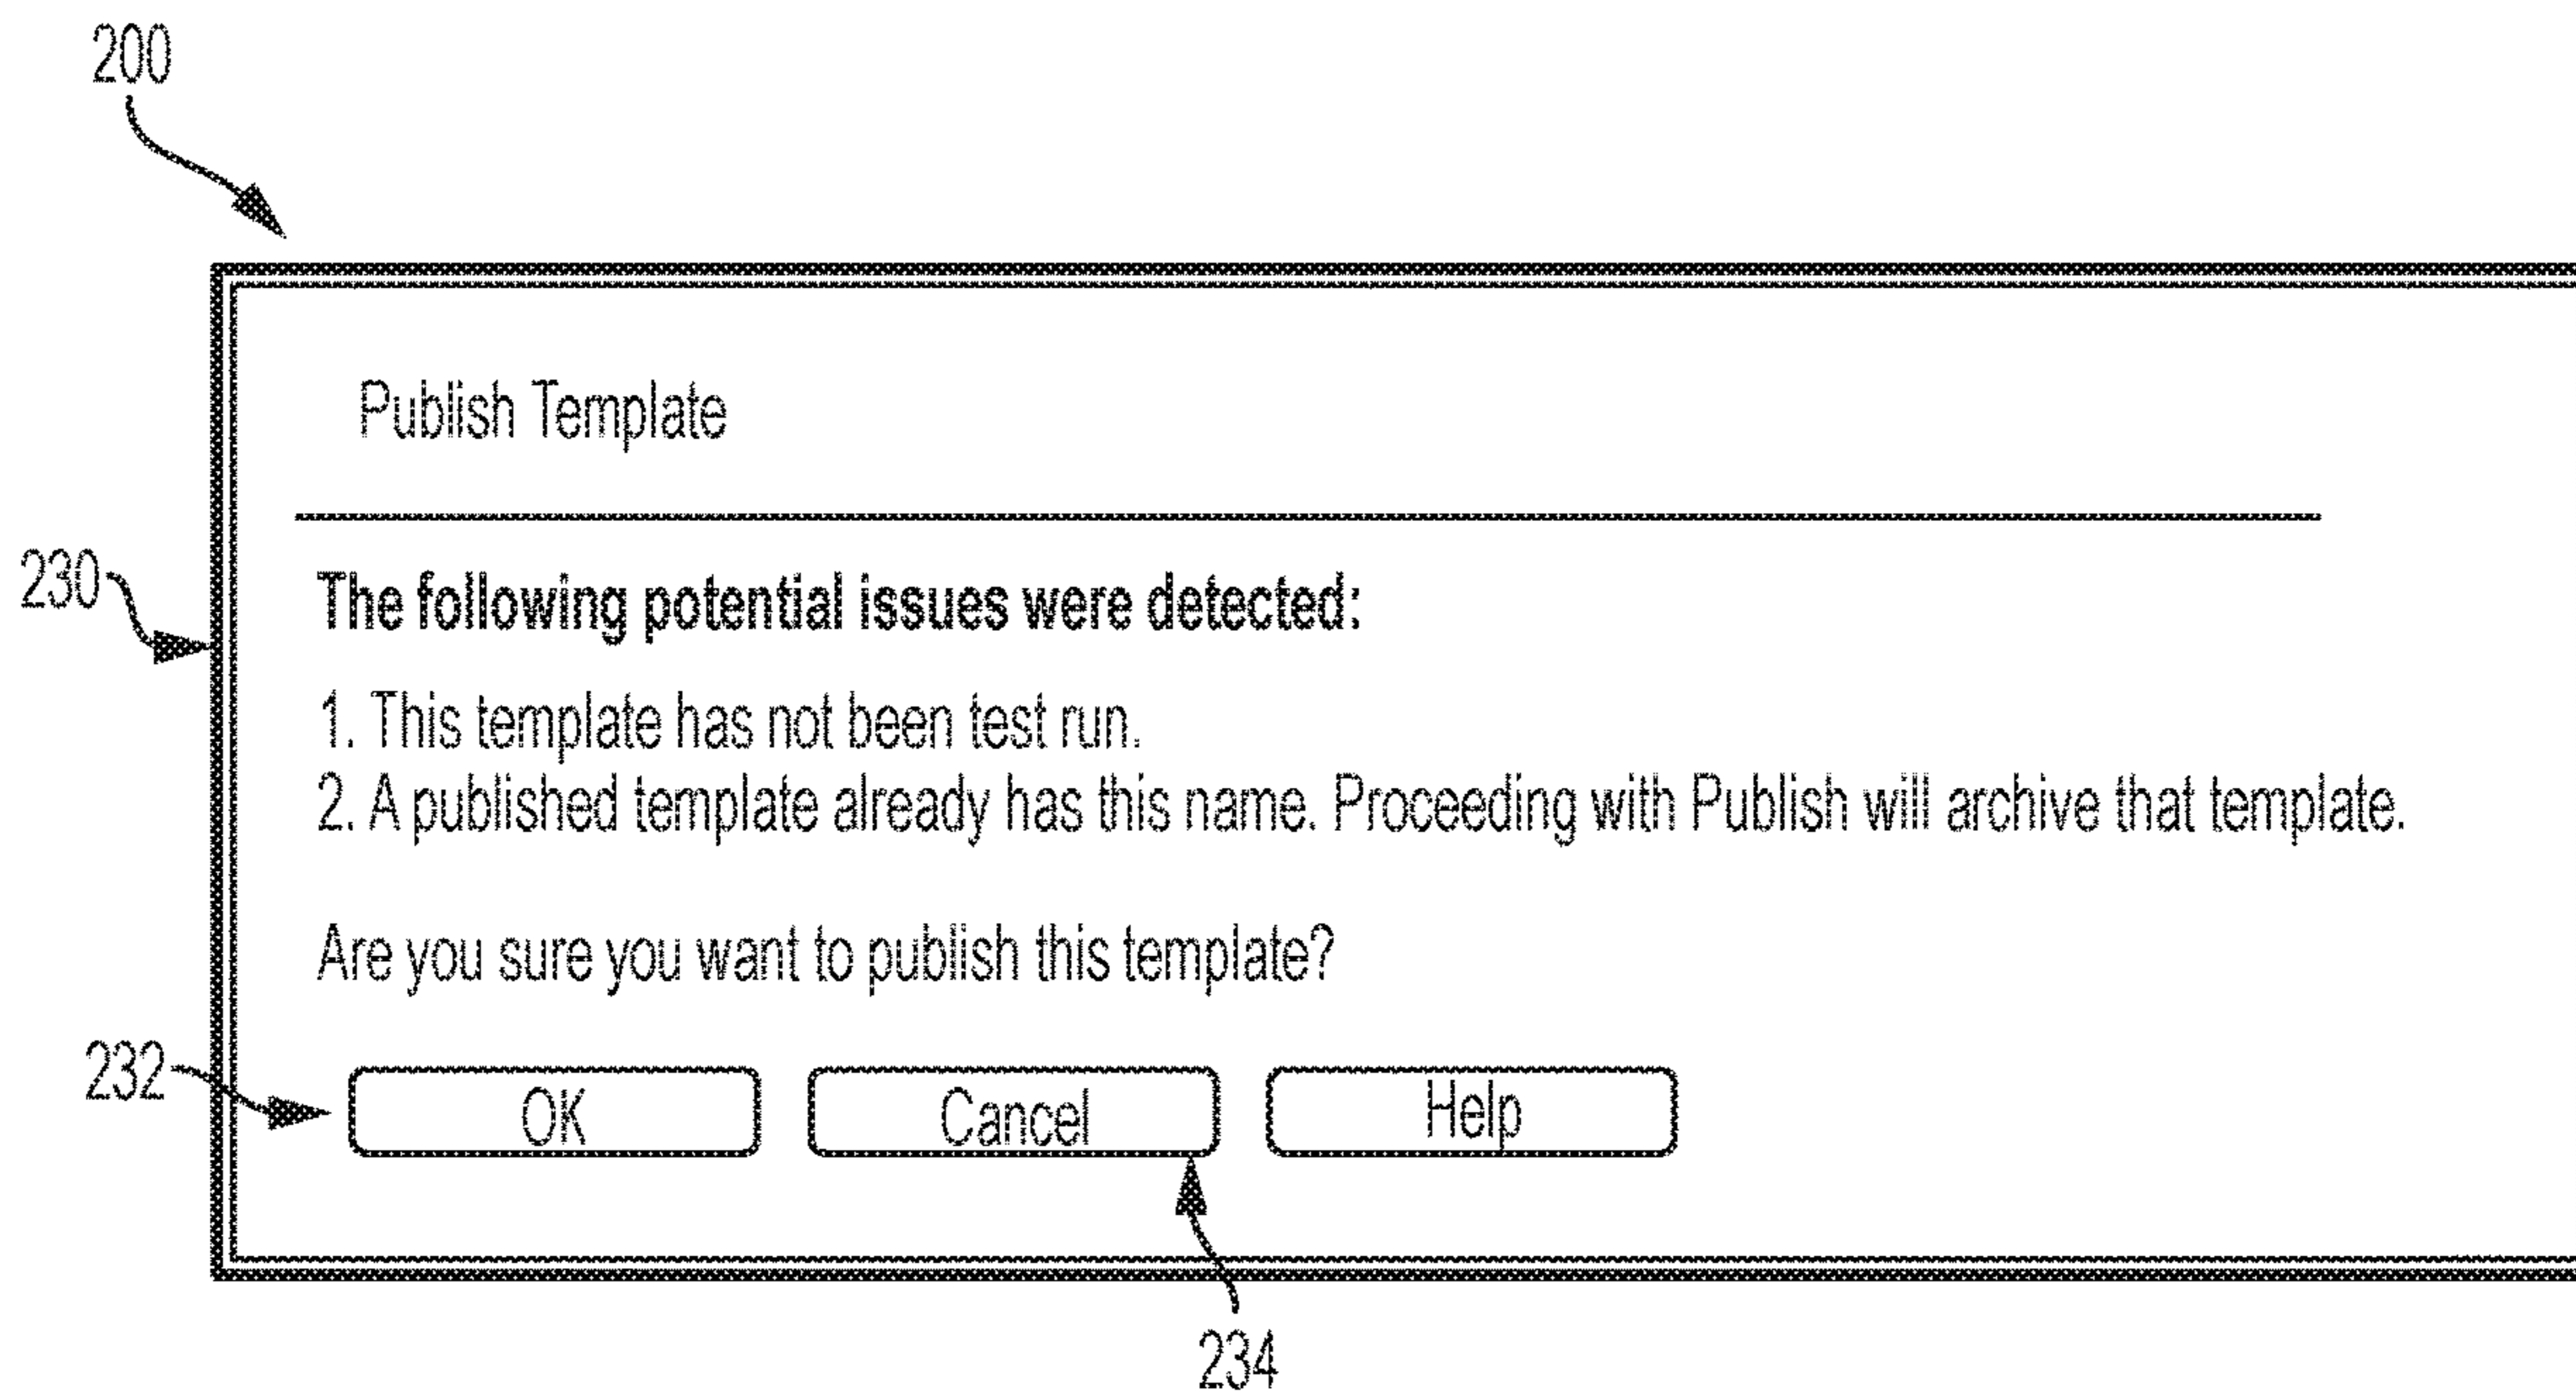 200
Publish Template
230
The following potential issues were detected:
1. This template has not been test run.
2. A published template already has this name. Proceeding with Publish will archive that template.
Are you sure you want to publish this template?
232
OK
Cancel
Help
234